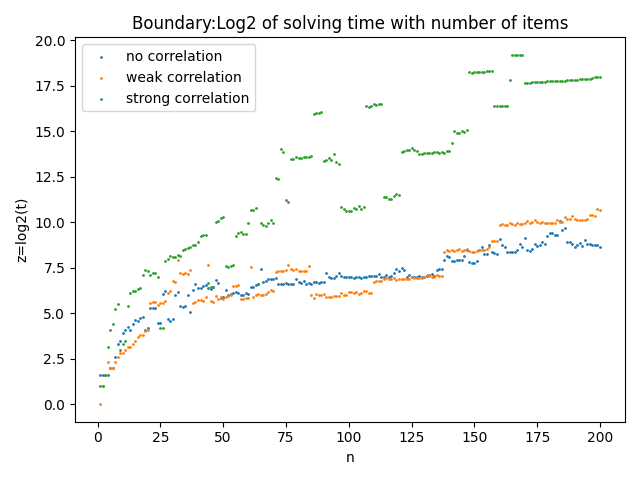 Boundary:Log2 of solving time with number of items
20.0
17.5
15.0
12.5
10.0
7.5
5.0
2.5
0.0
z=log2(t)
no correlation
weak correlation
strong correlation
0 25 50 75 100 125 150 175 200
n